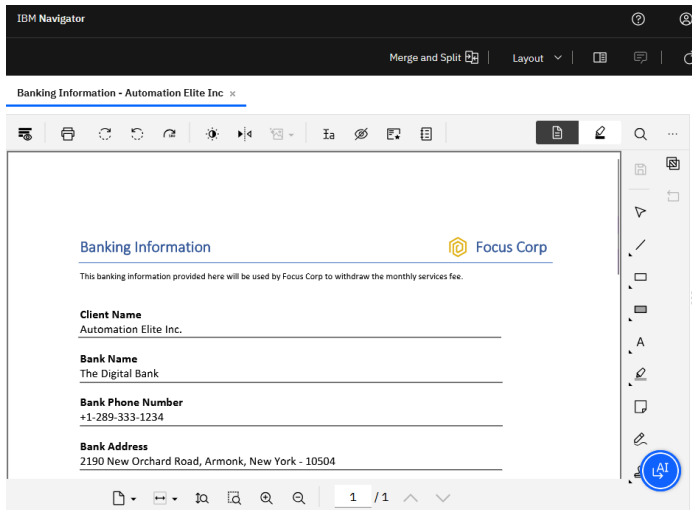 IBM Navigator
Merge and Split
Layout
Banking Information - Automation Elite Inc ×
Banking Information
Focus Corp
This banking information provided here will be used by Focus Corp to withdraw the monthly services fee.
Client Name
Automation Elite Inc.
Bank Name
The Digital Bank
Bank Phone Number
+1-289-333-1234
Bank Address
2190 New Orchard Road, Armonk, New York - 10504
A
AI
1 / 1